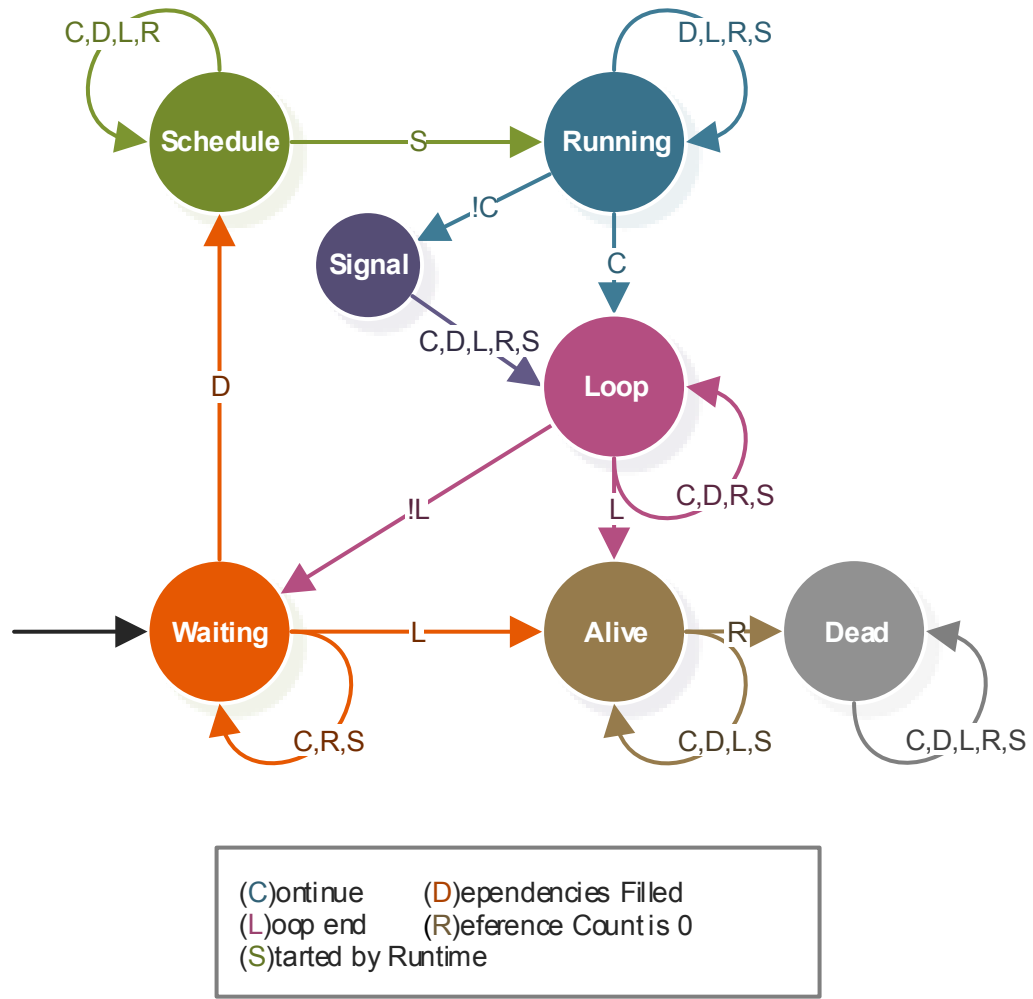 C,D,L,R
D,L,R,S
Schedule
S
Running
!C
Signal
C
C,D,L,R,S
D
Loop
C,D,R,S
!L
L
Waiting
L
Alive
R
Dead
C,R,S
C,D,L,S
C,D,L,R,S
(C)ontinue (D)ependencies Filled
(L)oop end (R)eference Count is 0
(S)tarted by Runtime